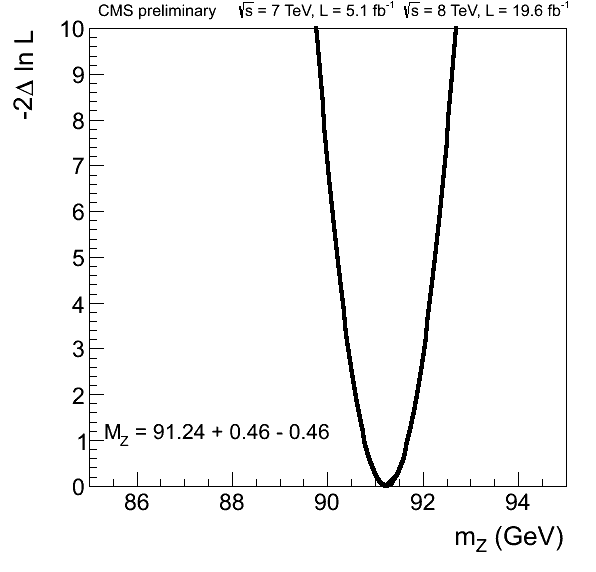 CMS preliminary √s = 7 TeV, L = 5.1 fb⁻¹ √s = 8 TeV, L = 19.6 fb⁻¹
-2Δ ln L
10
9
8
7
6
5
4
3
2
1
0
M_Z = 91.24 + 0.46 - 0.46
86 88 90 92 94
m_Z (GeV)